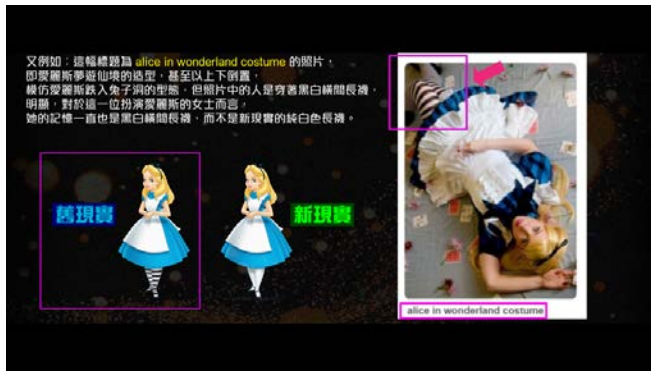 又例如：這幅標題為 alice in wonderland costume 的照片，
即愛麗斯夢遊仙境的造型，甚至以上下倒置，
模仿愛麗斯跌入兔子洞的型態，但照片中的人是穿著黑白橫間長襪，
明顯，對於這一位扮演愛麗斯的女士而言，
她的記憶一直也是黑白橫間長襪，而不是新現實的純白色長襪。
舊現實
新現實
alice in wonderland costume